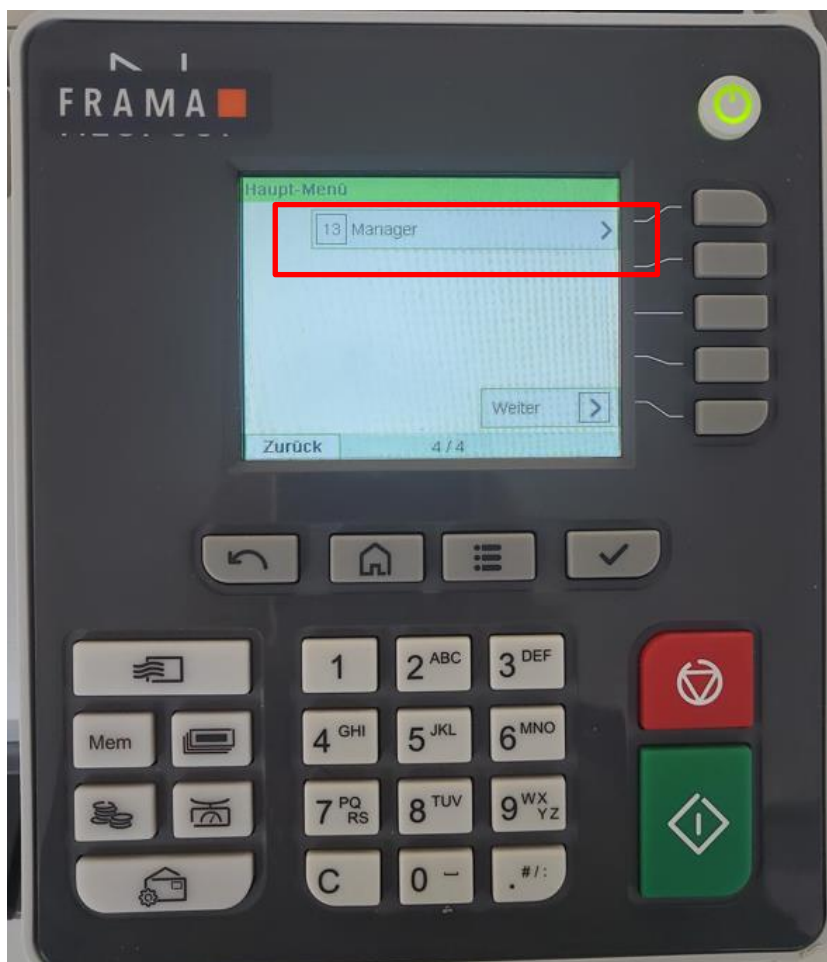 FRAMA
Haupt-Menü
13 Manager
Weiter
Zurück 4/4
1 2 ABC 3 DEF
Mem 4 GHI 5 JKL 6 MNO
7 PQRS 8 TUV 9 WXYZ
C 0 . #/: